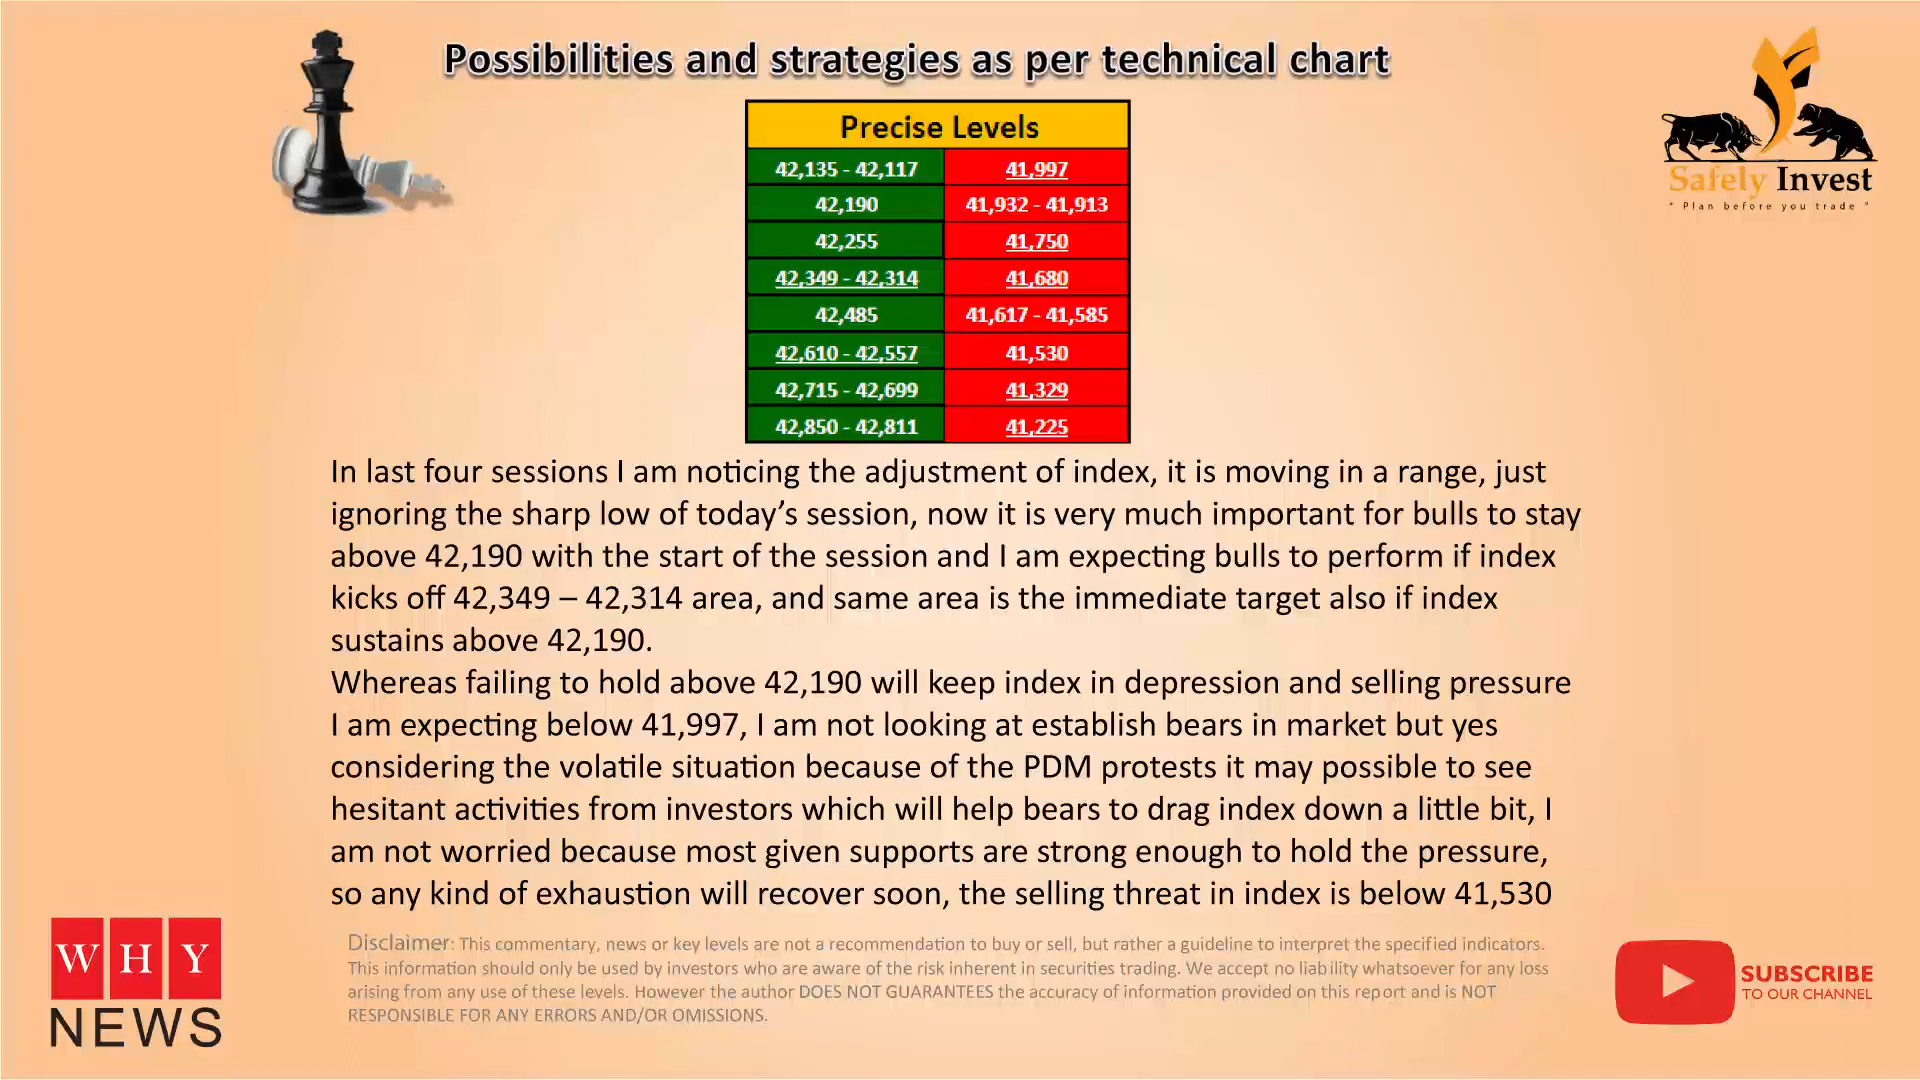 Possibilities and strategies as per technical chart
Precise Levels
42,135 - 42,117 41,997
42,190 41,932 - 41,913
42,255 41,750
42,349 - 42,314 41,680
42,485 41,617 - 41,585
42,610 - 42,557 41,530
42,715 - 42,699 41,329
42,850 - 42,811 41,225
Safely Invest
" Plan before you trade "
In last four sessions I am noticing the adjustment of index, it is moving in a range, just
ignoring the sharp low of today's session, now it is very much important for bulls to stay
above 42,190 with the start of the session and I am expecting bulls to perform if index
kicks off 42,349 – 42,314 area, and same area is the immediate target also if index
sustains above 42,190.
Whereas failing to hold above 42,190 will keep index in depression and selling pressure
I am expecting below 41,997, I am not looking at establish bears in market but yes
considering the volatile situation because of the PDM protests it may possible to see
hesitant activities from investors which will help bears to drag index down a little bit, I
am not worried because most given supports are strong enough to hold the pressure,
so any kind of exhaustion will recover soon, the selling threat in index is below 41,530
Disclaimer: This commentary, news or key levels are not a recommendation to buy or sell, but rather a guideline to interpret the specified indicators.
This information should only be used by investors who are aware of the risk inherent in securities trading. We accept no liability whatsoever for any loss
arising from any use of these levels. However the author DOES NOT GUARANTEES the accuracy of information provided on this report and is NOT
RESPONSIBLE FOR ANY ERRORS AND/OR OMISSIONS.
WHY
NEWS
SUBSCRIBE
TO OUR CHANNEL